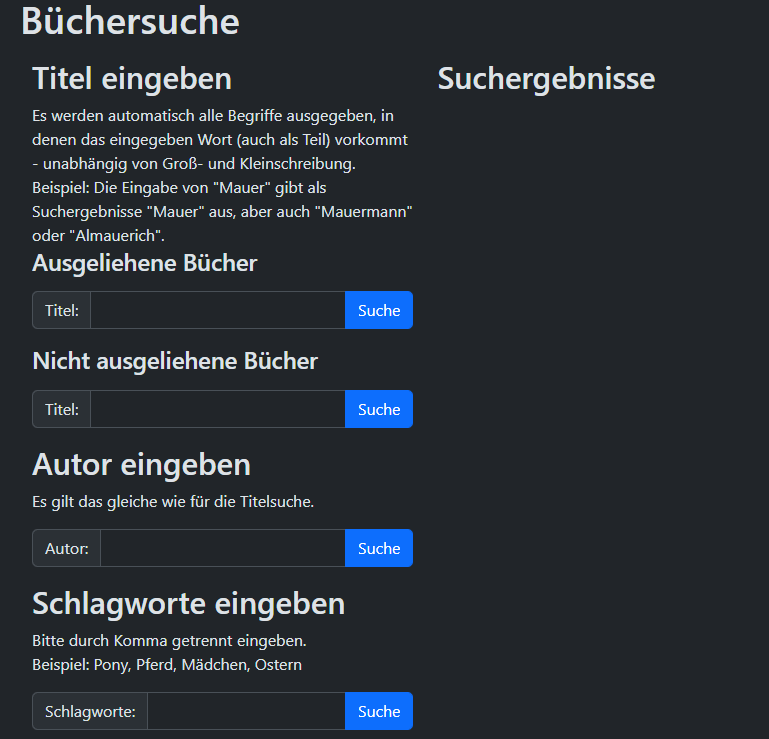 Büchersuche
Titel eingeben
Es werden automatisch alle Begriffe ausgegeben, in
denen das eingegeben Wort (auch als Teil) vorkommt
- unabhängig von Groß- und Kleinschreibung.
Beispiel: Die Eingabe von "Mauer" gibt als
Suchergebnisse "Mauer" aus, aber auch "Mauermann"
oder "Almauerich".
Ausgeliehene Bücher
Titel: Suche
Nicht ausgeliehene Bücher
Titel: Suche
Autor eingeben
Es gilt das gleiche wie für die Titelsuche.
Autor: Suche
Schlagworte eingeben
Bitte durch Komma getrennt eingeben.
Beispiel: Pony, Pferd, Mädchen, Ostern
Schlagworte: Suche
Suchergebnisse